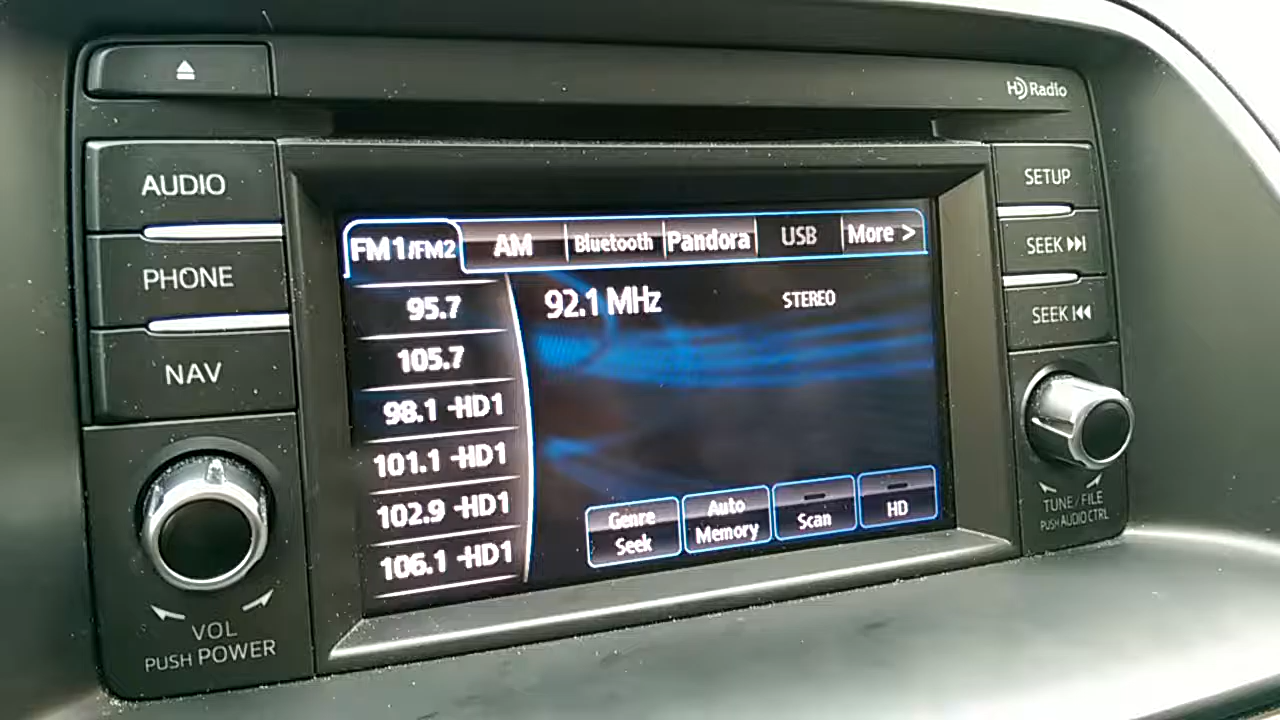 HD Radio
AUDIO
PHONE
NAV
VOL
PUSH POWER
FM1/FM2
AM
Bluetooth
Pandora
USB
More >
95.7
105.7
98.1 -HD1
101.1 -HD1
102.9 -HD1
106.1 -HD1
92.1 MHz
STEREO
Genre
Seek
Auto
Memory
Scan
HD
SETUP
SEEK
SEEK
TUNE/FILE
PUSH AUDIO CTRL